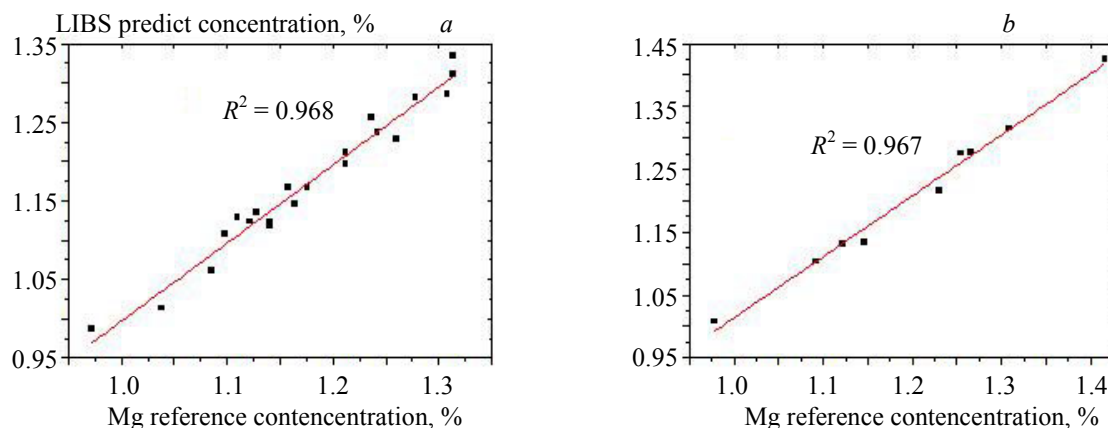 LIBS predict concentration, % a
1.35
1.25
1.15
1.05
0.95
R² = 0.968
1.0 1.1 1.2 1.3
Mg reference contencentration, %
b
1.45
1.35
1.25
1.15
1.05
0.95
R² = 0.967
1.0 1.1 1.2 1.3 1.4
Mg reference contencentration, %